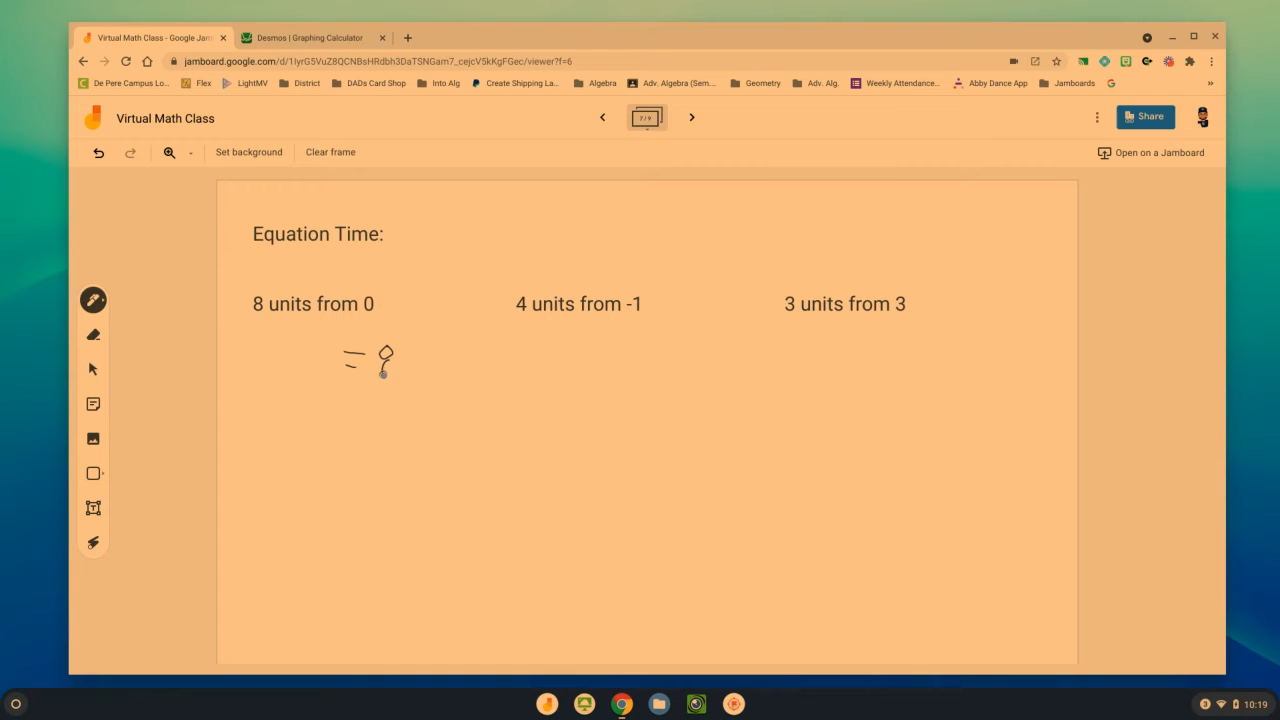 Virtual Math Class - Google Jam
Desmos | Graphing Calculator
jamboard.google.com/d/1IyrG5VuZ8QCNBsHRdbh3DaTSNGam7_cejcV5kKgFGec/viewer?f=6
De Pere Campus Lo... Flex LightMV District DADs Card Shop Into Alg Create Shipping La... Algebra Adv. Algebra (Sem... Geometry Adv. Alg. Weekly Attendance... Abby Dance App Jamboards
Virtual Math Class
7/9
Share
Set background Clear frame
Open on a Jamboard
Equation Time:
8 units from 0 4 units from -1 3 units from 3
=
3 10:19